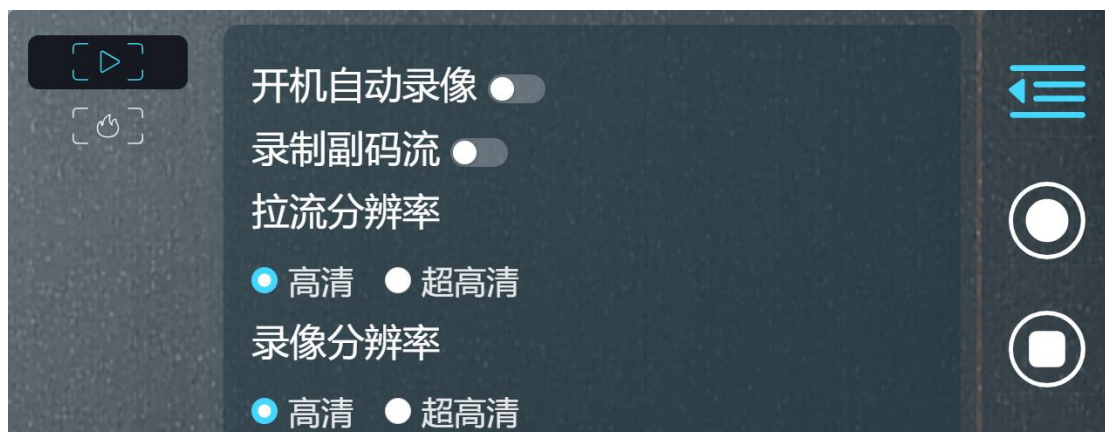 开机自动录像
录制副码流
拉流分辨率
高清 超高清
录像分辨率
高清 超高清